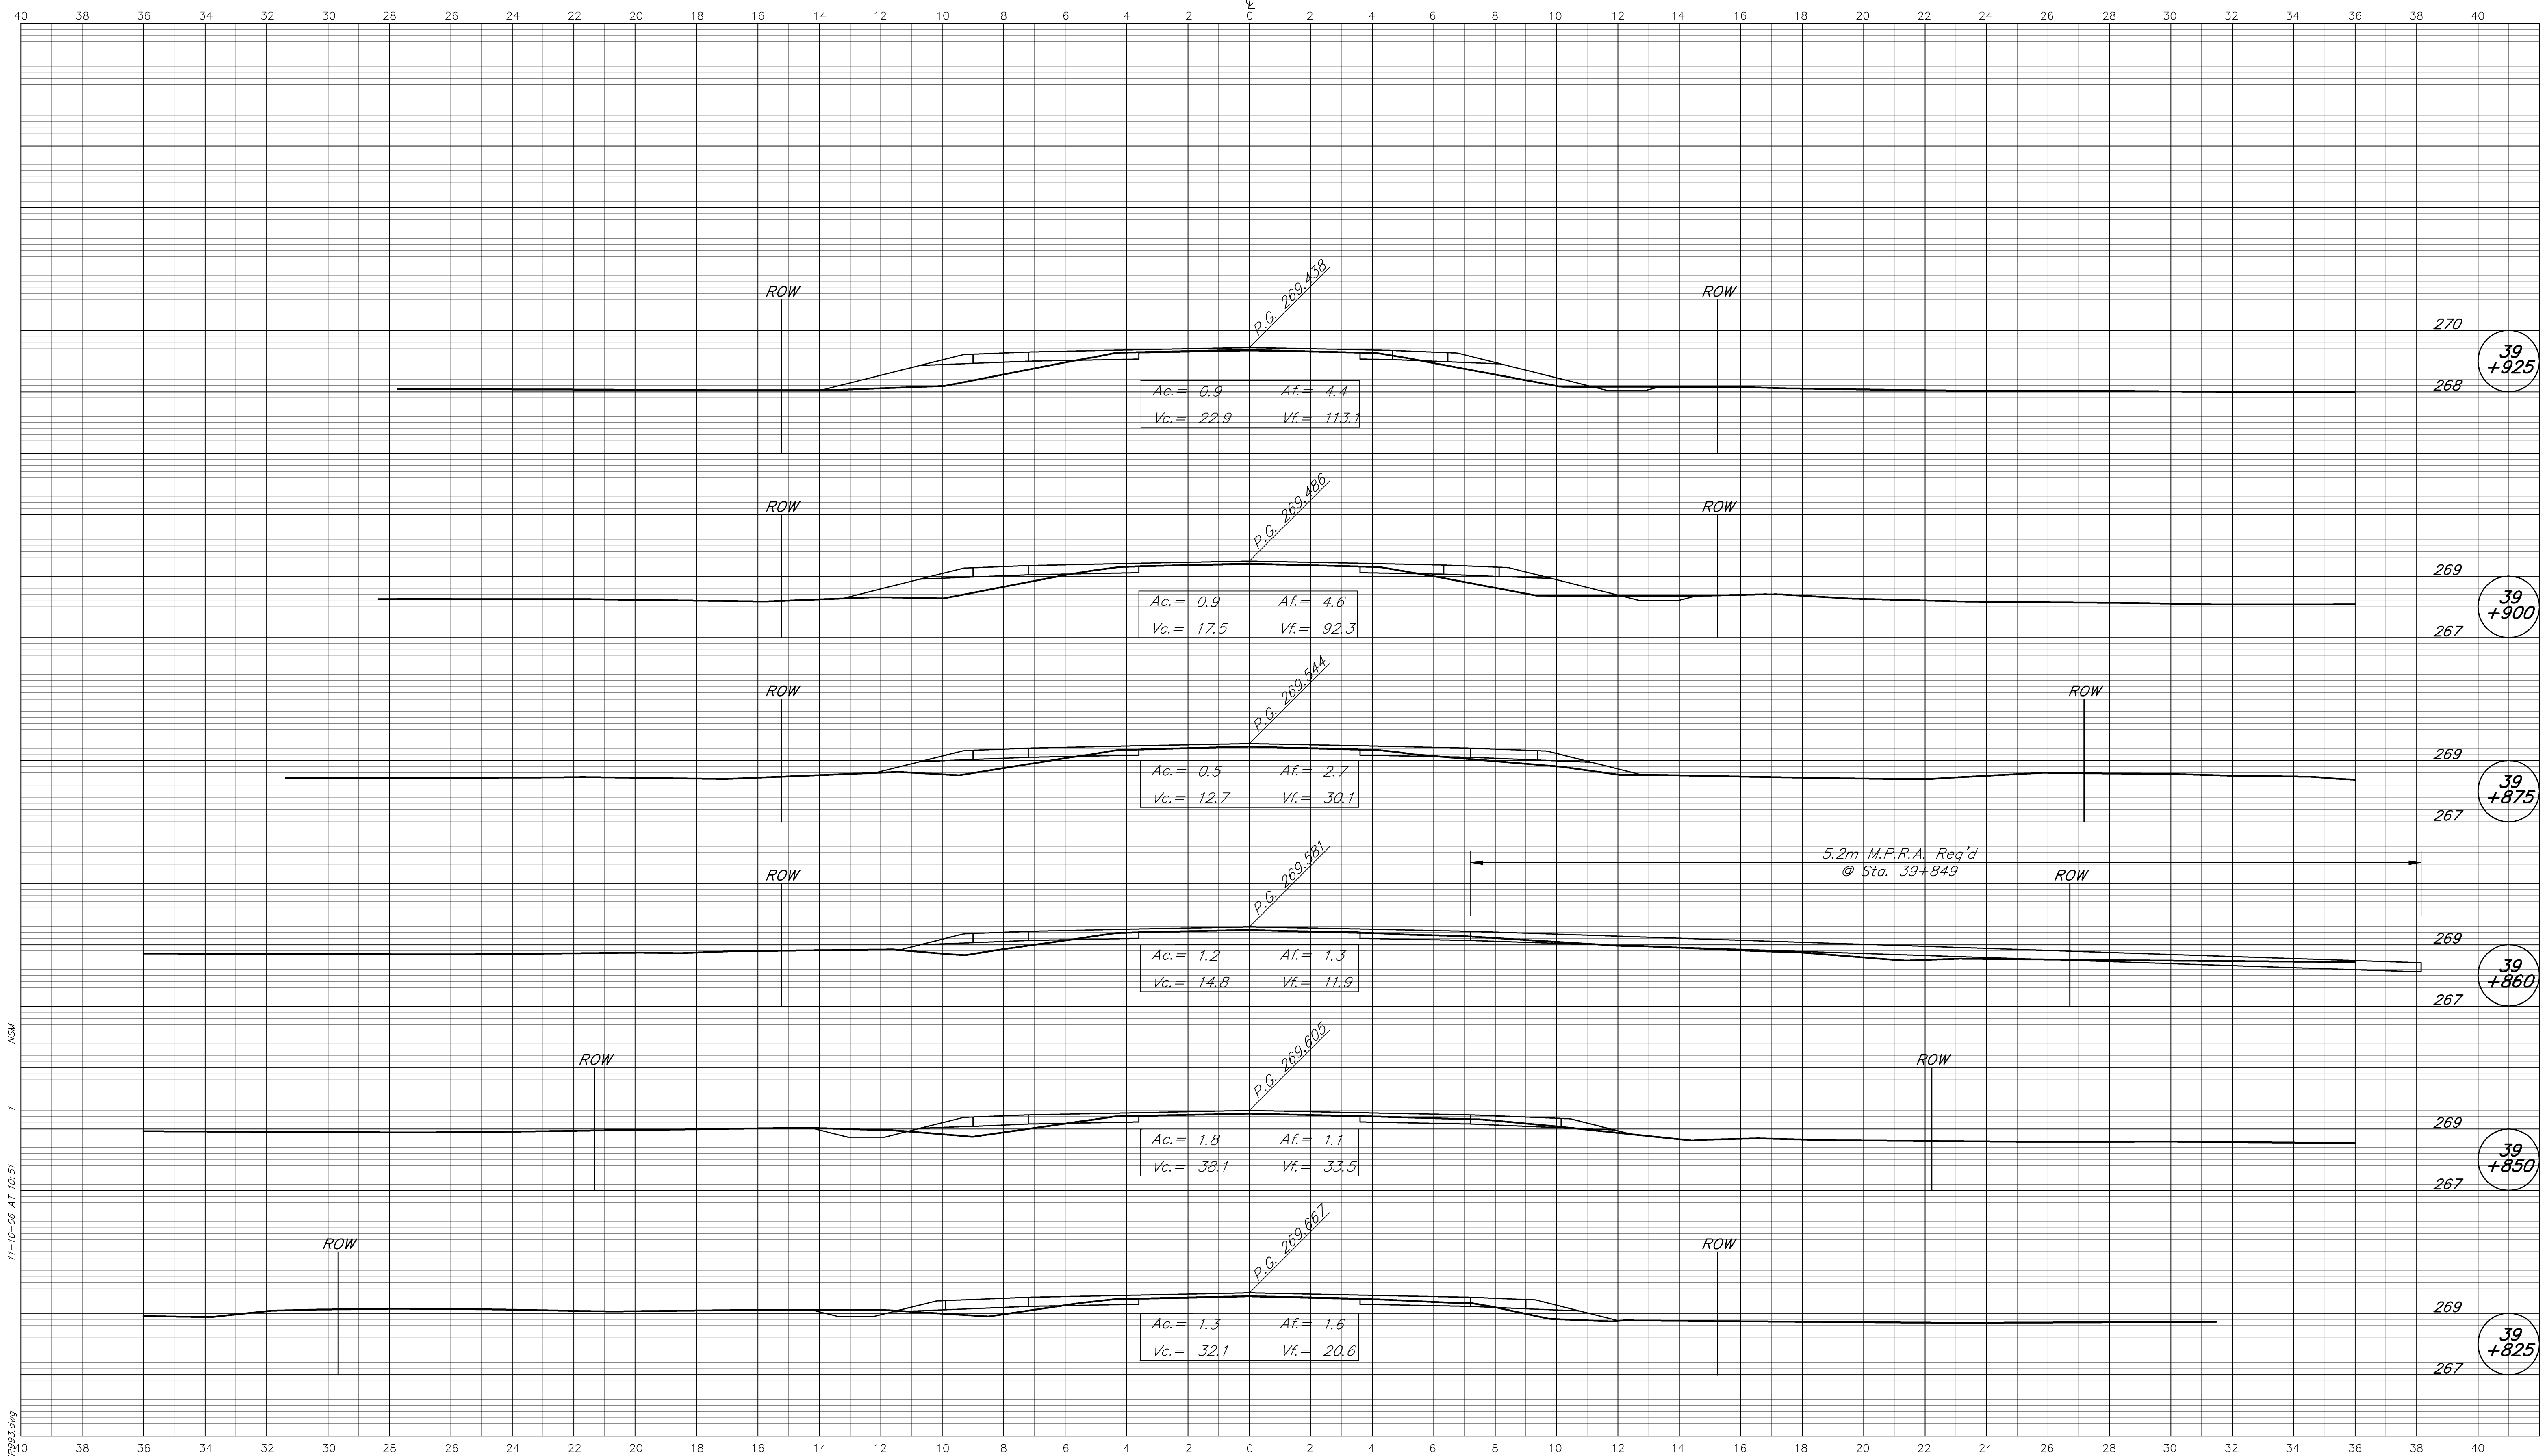 ℄
40 38 36 34 32 30 28 26 24 22 20 18 16 14 12 10 8 6 4 2 0 2 4 6 8 10 12 14 16 18 20 22 24 26 28 30 32 34 36 38 40
P.G. 269.438
ROW ROW
270
39
+925
268
Ac.= 0.9 Af.= 4.4
Vc.= 22.9 Vf.= 113.1
P.G. 269.486
ROW ROW
269
39
+900
267
Ac.= 0.9 Af.= 4.6
Vc.= 17.5 Vf.= 92.3
P.G. 269.544
ROW ROW
269
39
+875
267
Ac.= 0.5 Af.= 2.7
Vc.= 12.7 Vf.= 30.1
P.G. 269.581
5.2m M.P.R.A. Req'd
@ Sta. 39+849
ROW ROW
269
39
+860
267
Ac.= 1.2 Af.= 1.3
Vc.= 14.8 Vf.= 11.9
P.G. 269.605
ROW ROW
269
39
+850
267
Ac.= 1.8 Af.= 1.1
Vc.= 38.1 Vf.= 33.5
P.G. 269.667
ROW ROW
269
39
+825
267
Ac.= 1.3 Af.= 1.6
Vc.= 32.1 Vf.= 20.6
40 38 36 34 32 30 28 26 24 22 20 18 16 14 12 10 8 6 4 2 0 2 4 6 8 10 12 14 16 18 20 22 24 26 28 30 32 34 36 38 40
11-10-06 AT 10:51 1 NSM